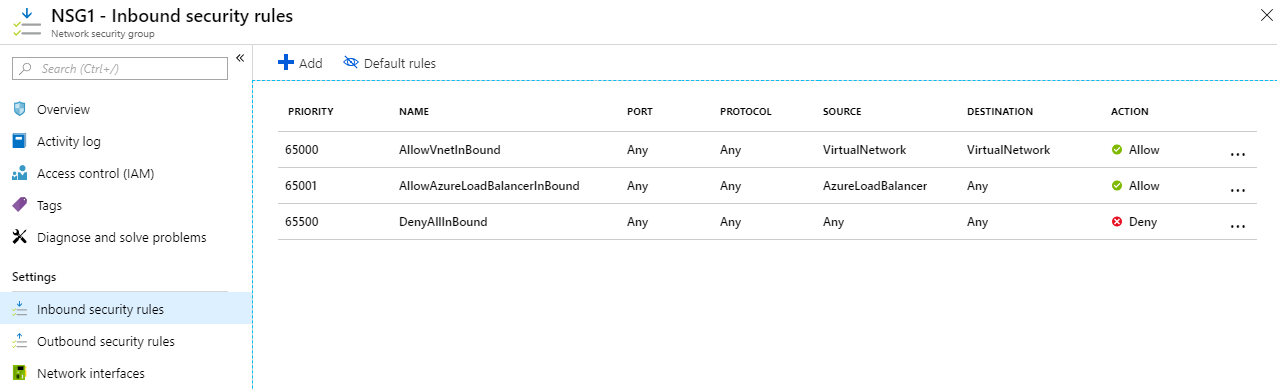 NSG1 - Inbound security rules
Network security group
Search (Ctrl+/)
«
Overview
Activity log
Access control (IAM)
Tags
Diagnose and solve problems
Settings
Inbound security rules
Outbound security rules
Network interfaces
Add Default rules
PRIORITY NAME PORT PROTOCOL SOURCE DESTINATION ACTION
65000 AllowVnetInBound Any Any VirtualNetwork VirtualNetwork Allow ...
65001 AllowAzureLoadBalancerInBound Any Any AzureLoadBalancer Any Allow ...
65500 DenyAllInBound Any Any Any Any Deny ...